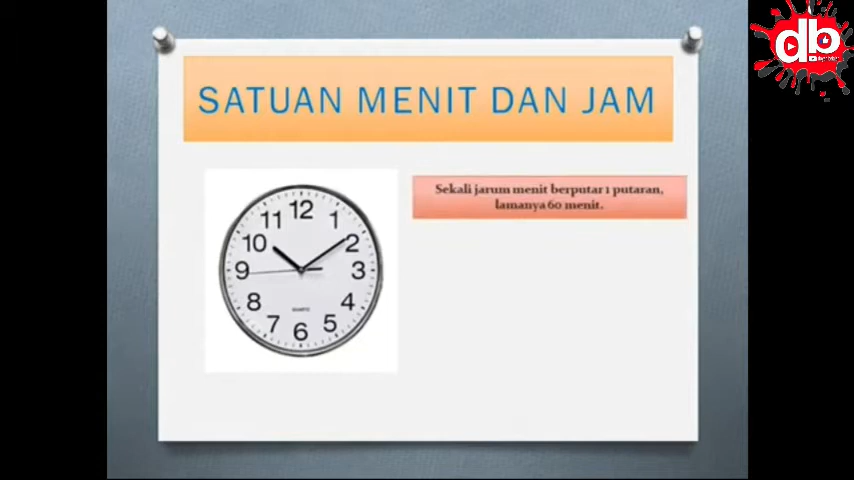 SATUAN MENIT DAN JAM
Sekali jarum menit berputar 1 putaran,
lamanya 60 menit.
12
11
1
10
2
9
3
8
4
7
5
6
QUARTZ
db